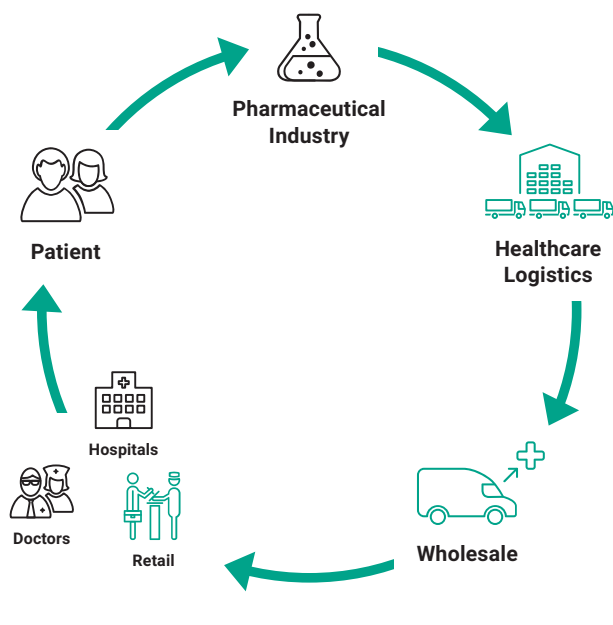 Pharmaceutical
Industry
Healthcare
Logistics
Wholesale
Retail
Doctors
Hospitals
Patient